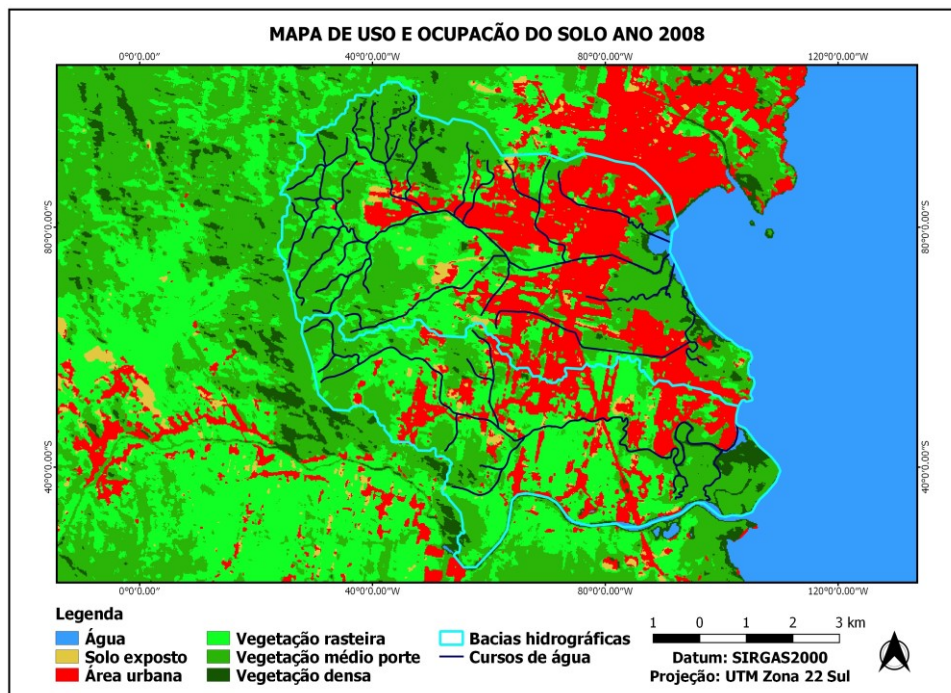 MAPA DE USO E OCUPACÃO DO SOLO ANO 2008
0°0'0.00"S 40°0'0.00"S 80°0'0.00"S 120°0'0.00"S
80°0'0.00"S
40°0'0.00"S
0°0'0.00"S 40°0'0.00"S 80°0'0.00"S 120°0'0.00"S
Legenda
Água
Solo exposto
Área urbana
Vegetação rasteira
Vegetação médio porte
Vegetação densa
Bacias hidrográficas
Cursos de água
1 0 1 2 3 km
Datum: SIRGAS2000
Projeção: UTM Zona 22 Sul
80°0'0.00"S
40°0'0.00"S